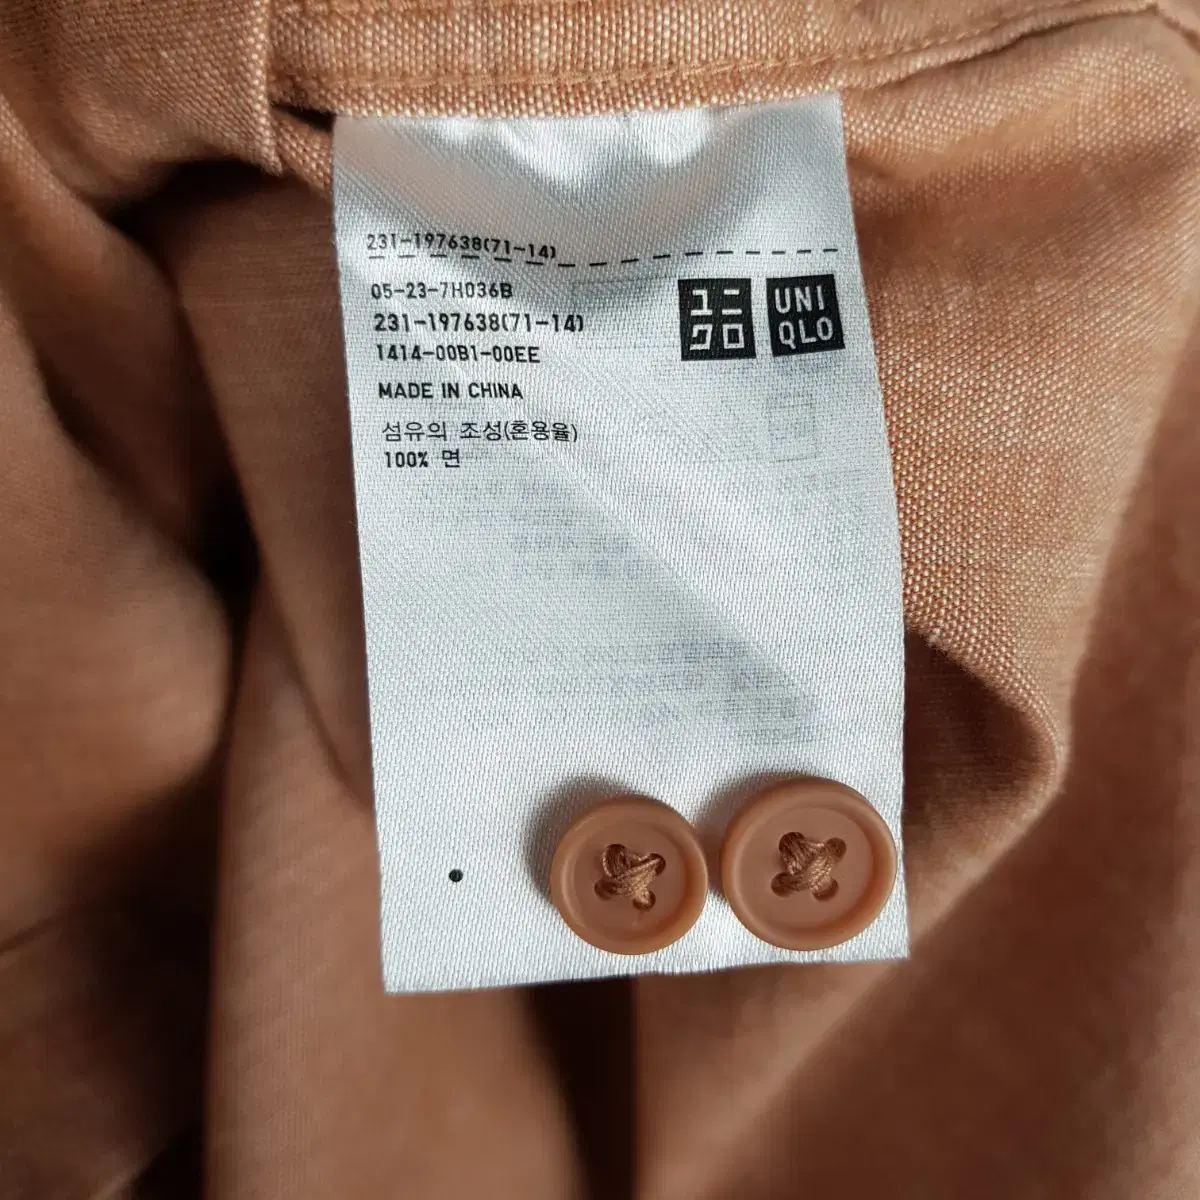 231-197638(71-14)
05-23-7H036B
231-197638(71-14)
1414-00B1-00EE
MADE IN CHINA
섬유의 조성(혼용율)
100% 면
ユニ
クロ
UNI
QLO